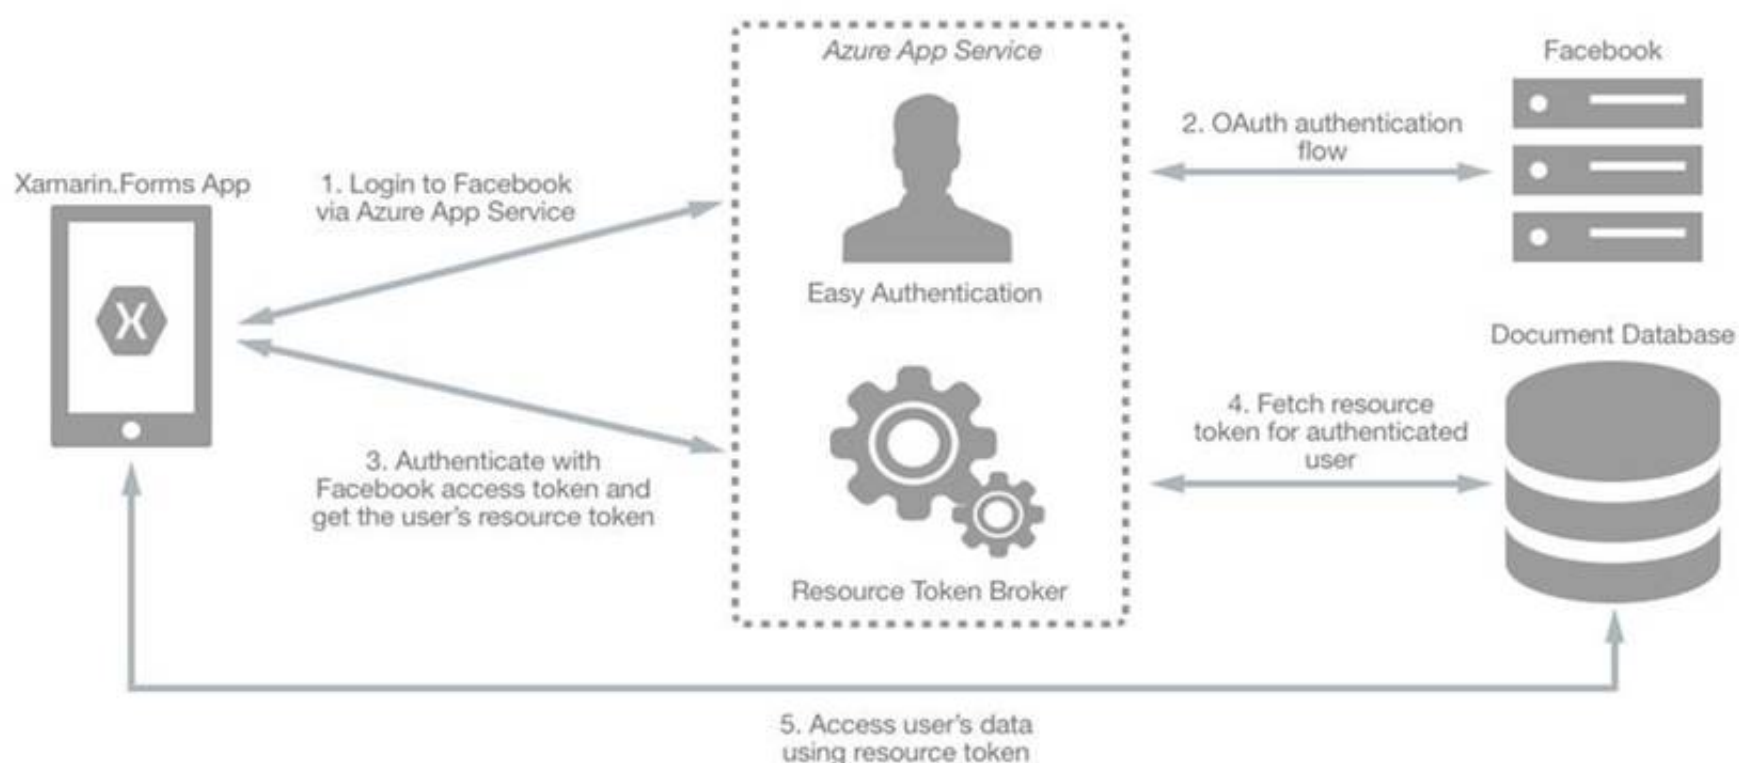 Azure App Service
Facebook
2. OAuth authentication
flow
Xamarin.Forms App
1. Login to Facebook
via Azure App Service
X
Easy Authentication
Document Database
4. Fetch resource
token for authenticated
user
3. Authenticate with
Facebook access token and
get the user's resource token
Resource Token Broker
5. Access user's data
using resource token